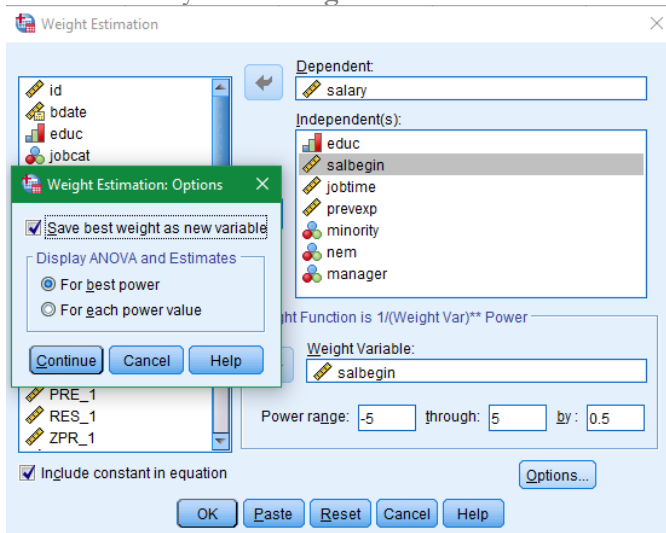 Weight Estimation
Dependent:
salary
id
bdate
educ
jobcat
Independent(s):
educ
salbegin
jobtime
prevexp
minority
nem
manager
Weight Estimation: Options
Save best weight as new variable
Display ANOVA and Estimates
For best power
For each power value
Continue Cancel Help
ht Function is 1/(Weight Var)** Power
Weight Variable:
salbegin
Power range: -5 through: 5 by: 0.5
PRE_1
RES_1
ZPR_1
Include constant in equation
Options...
OK Paste Reset Cancel Help